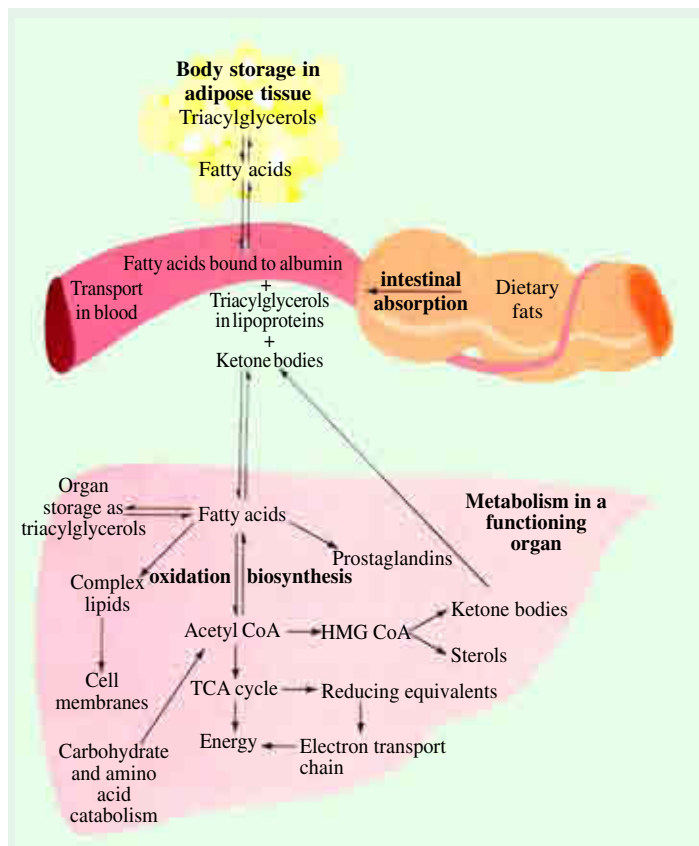 Body storage in
adipose tissue
Triacylglycerols
Fatty acids
Fatty acids bound to albumin
+
Triacylglycerols
in lipoproteins
+
Ketone bodies
Transport
in blood
intestinal
absorption
Dietary
fats
Metabolism in a
functioning
organ
Organ
storage as
triacylglycerols
Fatty acids
Prostaglandins
Complex
lipids
oxidation
biosynthesis
Ketone bodies
Acetyl CoA
HMG CoA
Sterols
Cell
membranes
TCA cycle
Reducing equivalents
Energy
Electron transport
chain
Carbohydrate
and amino
acid
catabolism